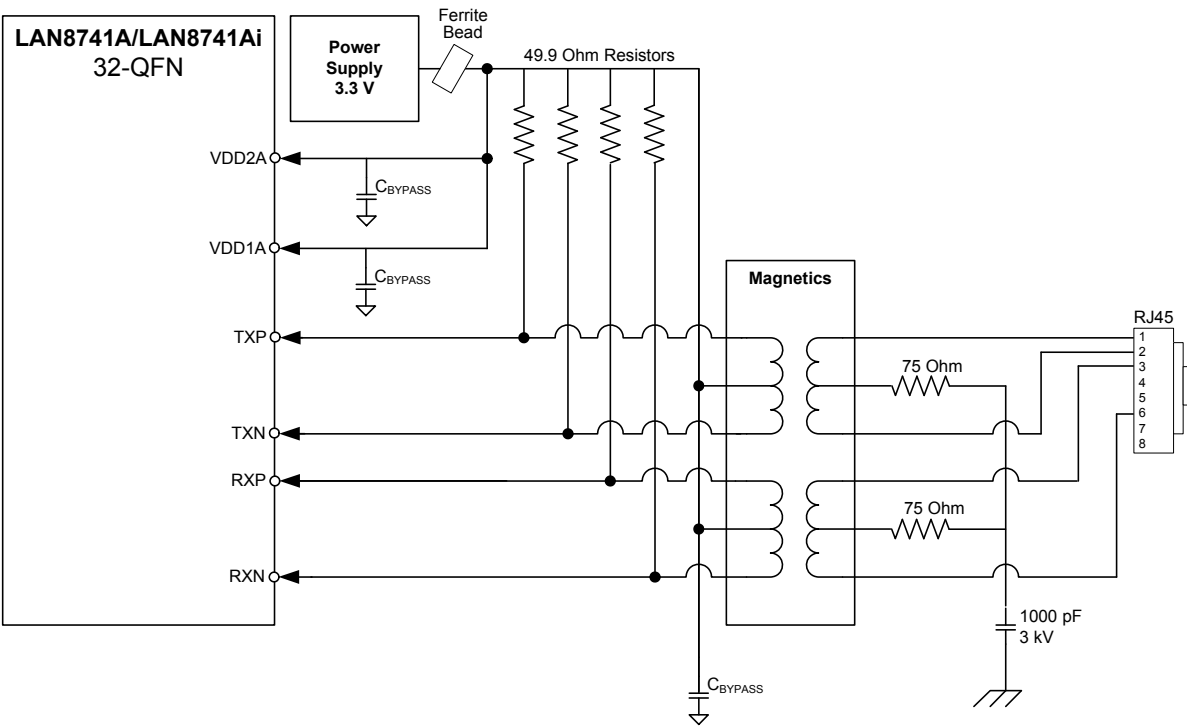 LAN8741A/LAN8741Ai
32-QFN
Power
Supply
3.3 V
Ferrite
Bead
49.9 Ohm Resistors
VDD2A
CBYPASS
VDD1A
CBYPASS
TXP
TXN
RXP
RXN
Magnetics
75 Ohm
75 Ohm
RJ45
1
2
3
4
5
6
7
8
1000 pF
3 kV
CBYPASS